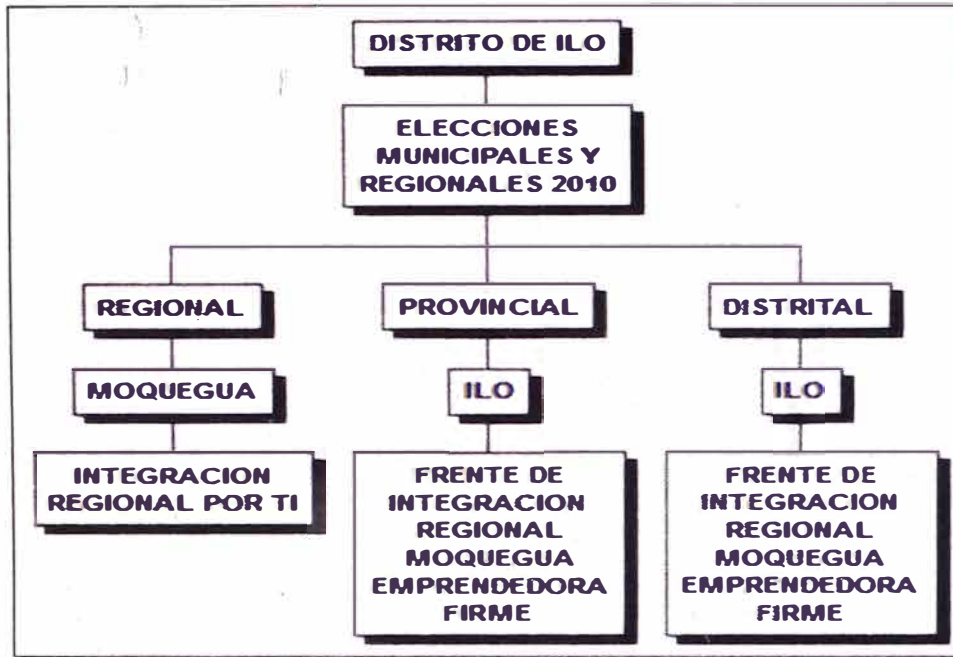 DISTRITO DE ILO
ELECCIONES
MUNICIPALES Y
REGIONALES 2010
REGIONAL
MOQUEGUA
INTEGRACION
REGIONAL POR TI
PROVINCIAL
ILO
FRENTE DE
INTEGRACION
REGIONAL
MOQUEGUA
EMPRENDEDORA
FIRME
DISTRITAL
ILO
FRENTE DE
INTEGRACION
REGIONAL
MOQUEGUA
EMPRENDEDORA
FIRME